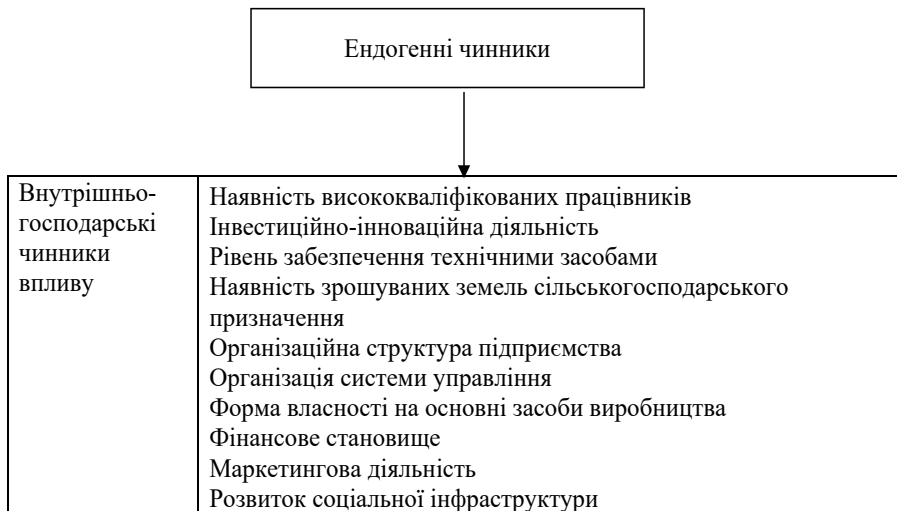 Ендогенні чинники
Внутрішньо-
господарські
чинники
впливу
Наявність висококваліфікованих працівників
Інвестиційно-інноваційна діяльність
Рівень забезпечення технічними засобами
Наявність зрошуваних земель сільськогосподарського
призначення
Організаційна структура підприємства
Організація системи управління
Форма власності на основні засоби виробництва
Фінансове становище
Маркетингова діяльність
Розвиток соціальної інфраструктури